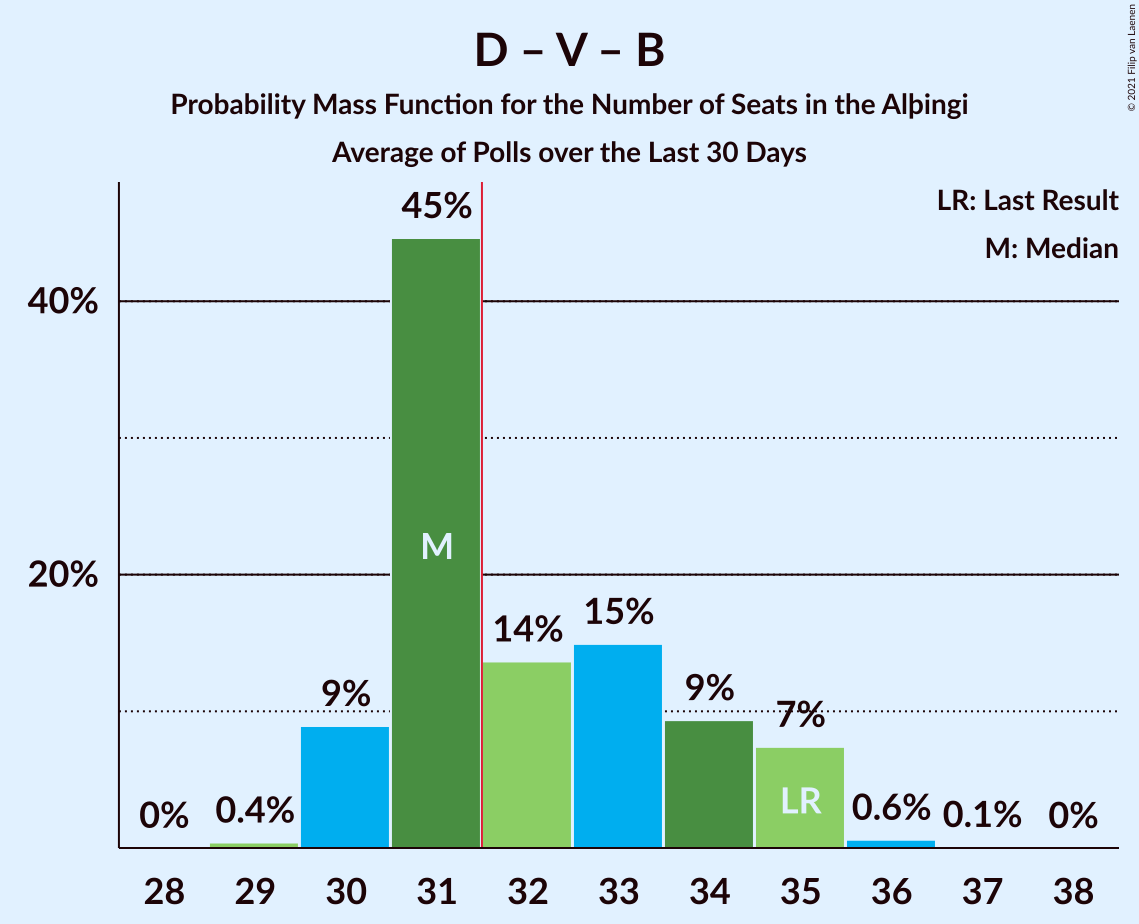 D – V – B
Probability Mass Function for the Number of Seats in the Alþingi
Average of Polls over the Last 30 Days
© 2021 Filip van Laenen
LR: Last Result
M: Median
40%
20%
0%
0.4%
9%
45%
M
14%
15%
9%
7%
LR
0.6%
0.1%
0%
28 29 30 31 32 33 34 35 36 37 38